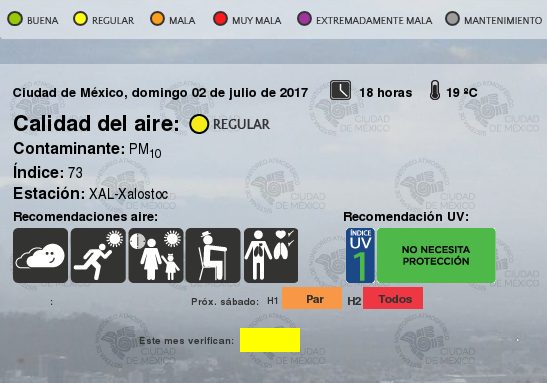 BUENA REGULAR MALA MUY MALA EXTREMADAMENTE MALA MANTENIMIENTO
Ciudad de México, domingo 02 de julio de 2017 18 horas 19 ºC
Calidad del aire: REGULAR
Contaminante: PM10
Índice: 73
Estación: XAL-Xalostoc
Recomendaciones aire: Recomendación UV:
ÍNDICE UV 1 NO NECESITA
PROTECCIÓN
: Próx. sábado: H1 Par H2 Todos
Este mes verifican:
CIUDAD
DE MÉXICO